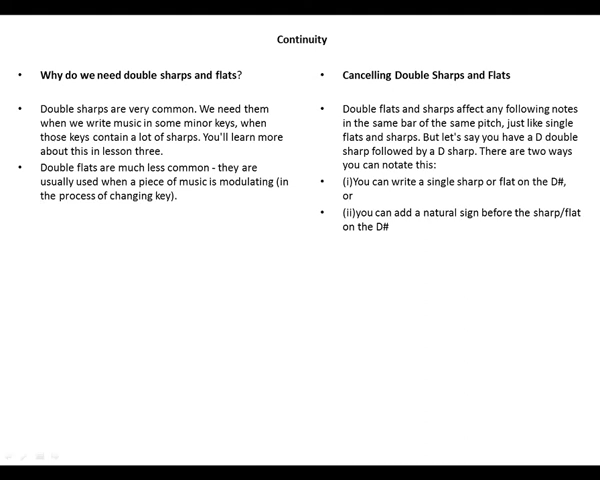 Continuity
• Why do we need double sharps and flats?
• Double sharps are very common. We need them
when we write music in some minor keys, when
those keys contain a lot of sharps. You'll learn more
about this in lesson three.
• Double flats are much less common - they are
usually used when a piece of music is modulating (in
the process of changing key).
• Cancelling Double Sharps and Flats
• Double flats and sharps affect any following notes
in the same bar of the same pitch, just like single
flats and sharps. But let's say you have a D double
sharp followed by a D sharp. There are two ways
you can notate this:
• (i)You can write a single sharp or flat on the D#,
or
• (ii)you can add a natural sign before the sharp/flat
on the D#